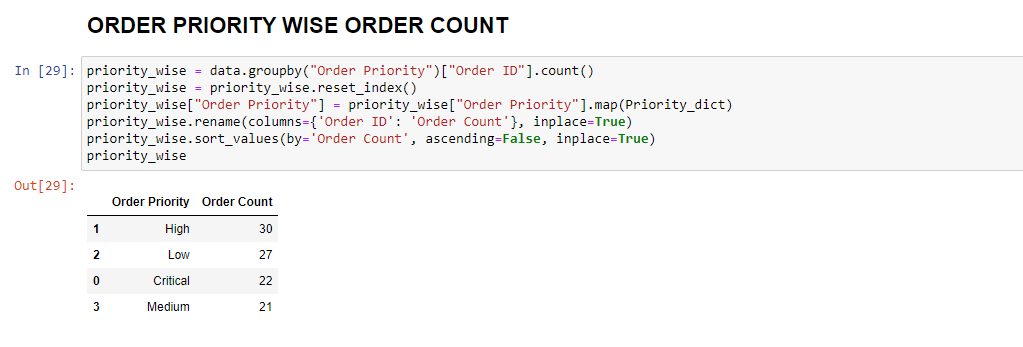 ORDER PRIORITY WISE ORDER COUNT
In [29]: priority_wise = data.groupby("Order Priority")["Order ID"].count()
priority_wise = priority_wise.reset_index()
priority_wise["Order Priority"] = priority_wise["Order Priority"].map(Priority_dict)
priority_wise.rename(columns={'Order ID': 'Order Count'}, inplace=True)
priority_wise.sort_values(by='Order Count', ascending=False, inplace=True)
priority_wise
Out[29]:
Order Priority Order Count
1 High 30
2 Low 27
0 Critical 22
3 Medium 21